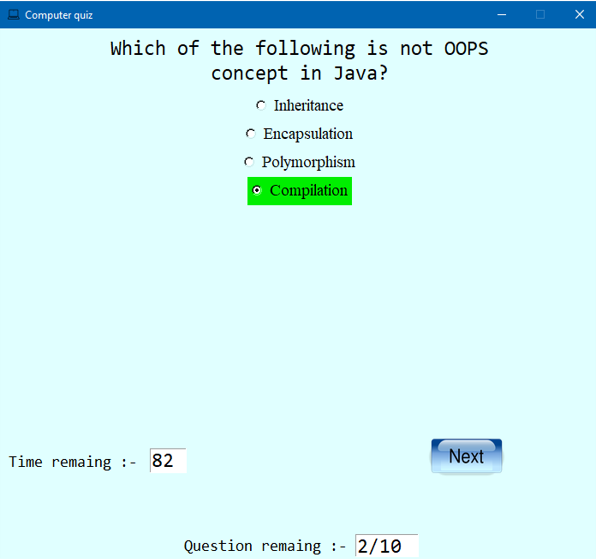 Computer quiz
Which of the following is not OOPS
concept in Java?
Inheritance
Encapsulation
Polymorphism
Compilation
Time remaing :- 82
Next
Question remaing :- 2/10